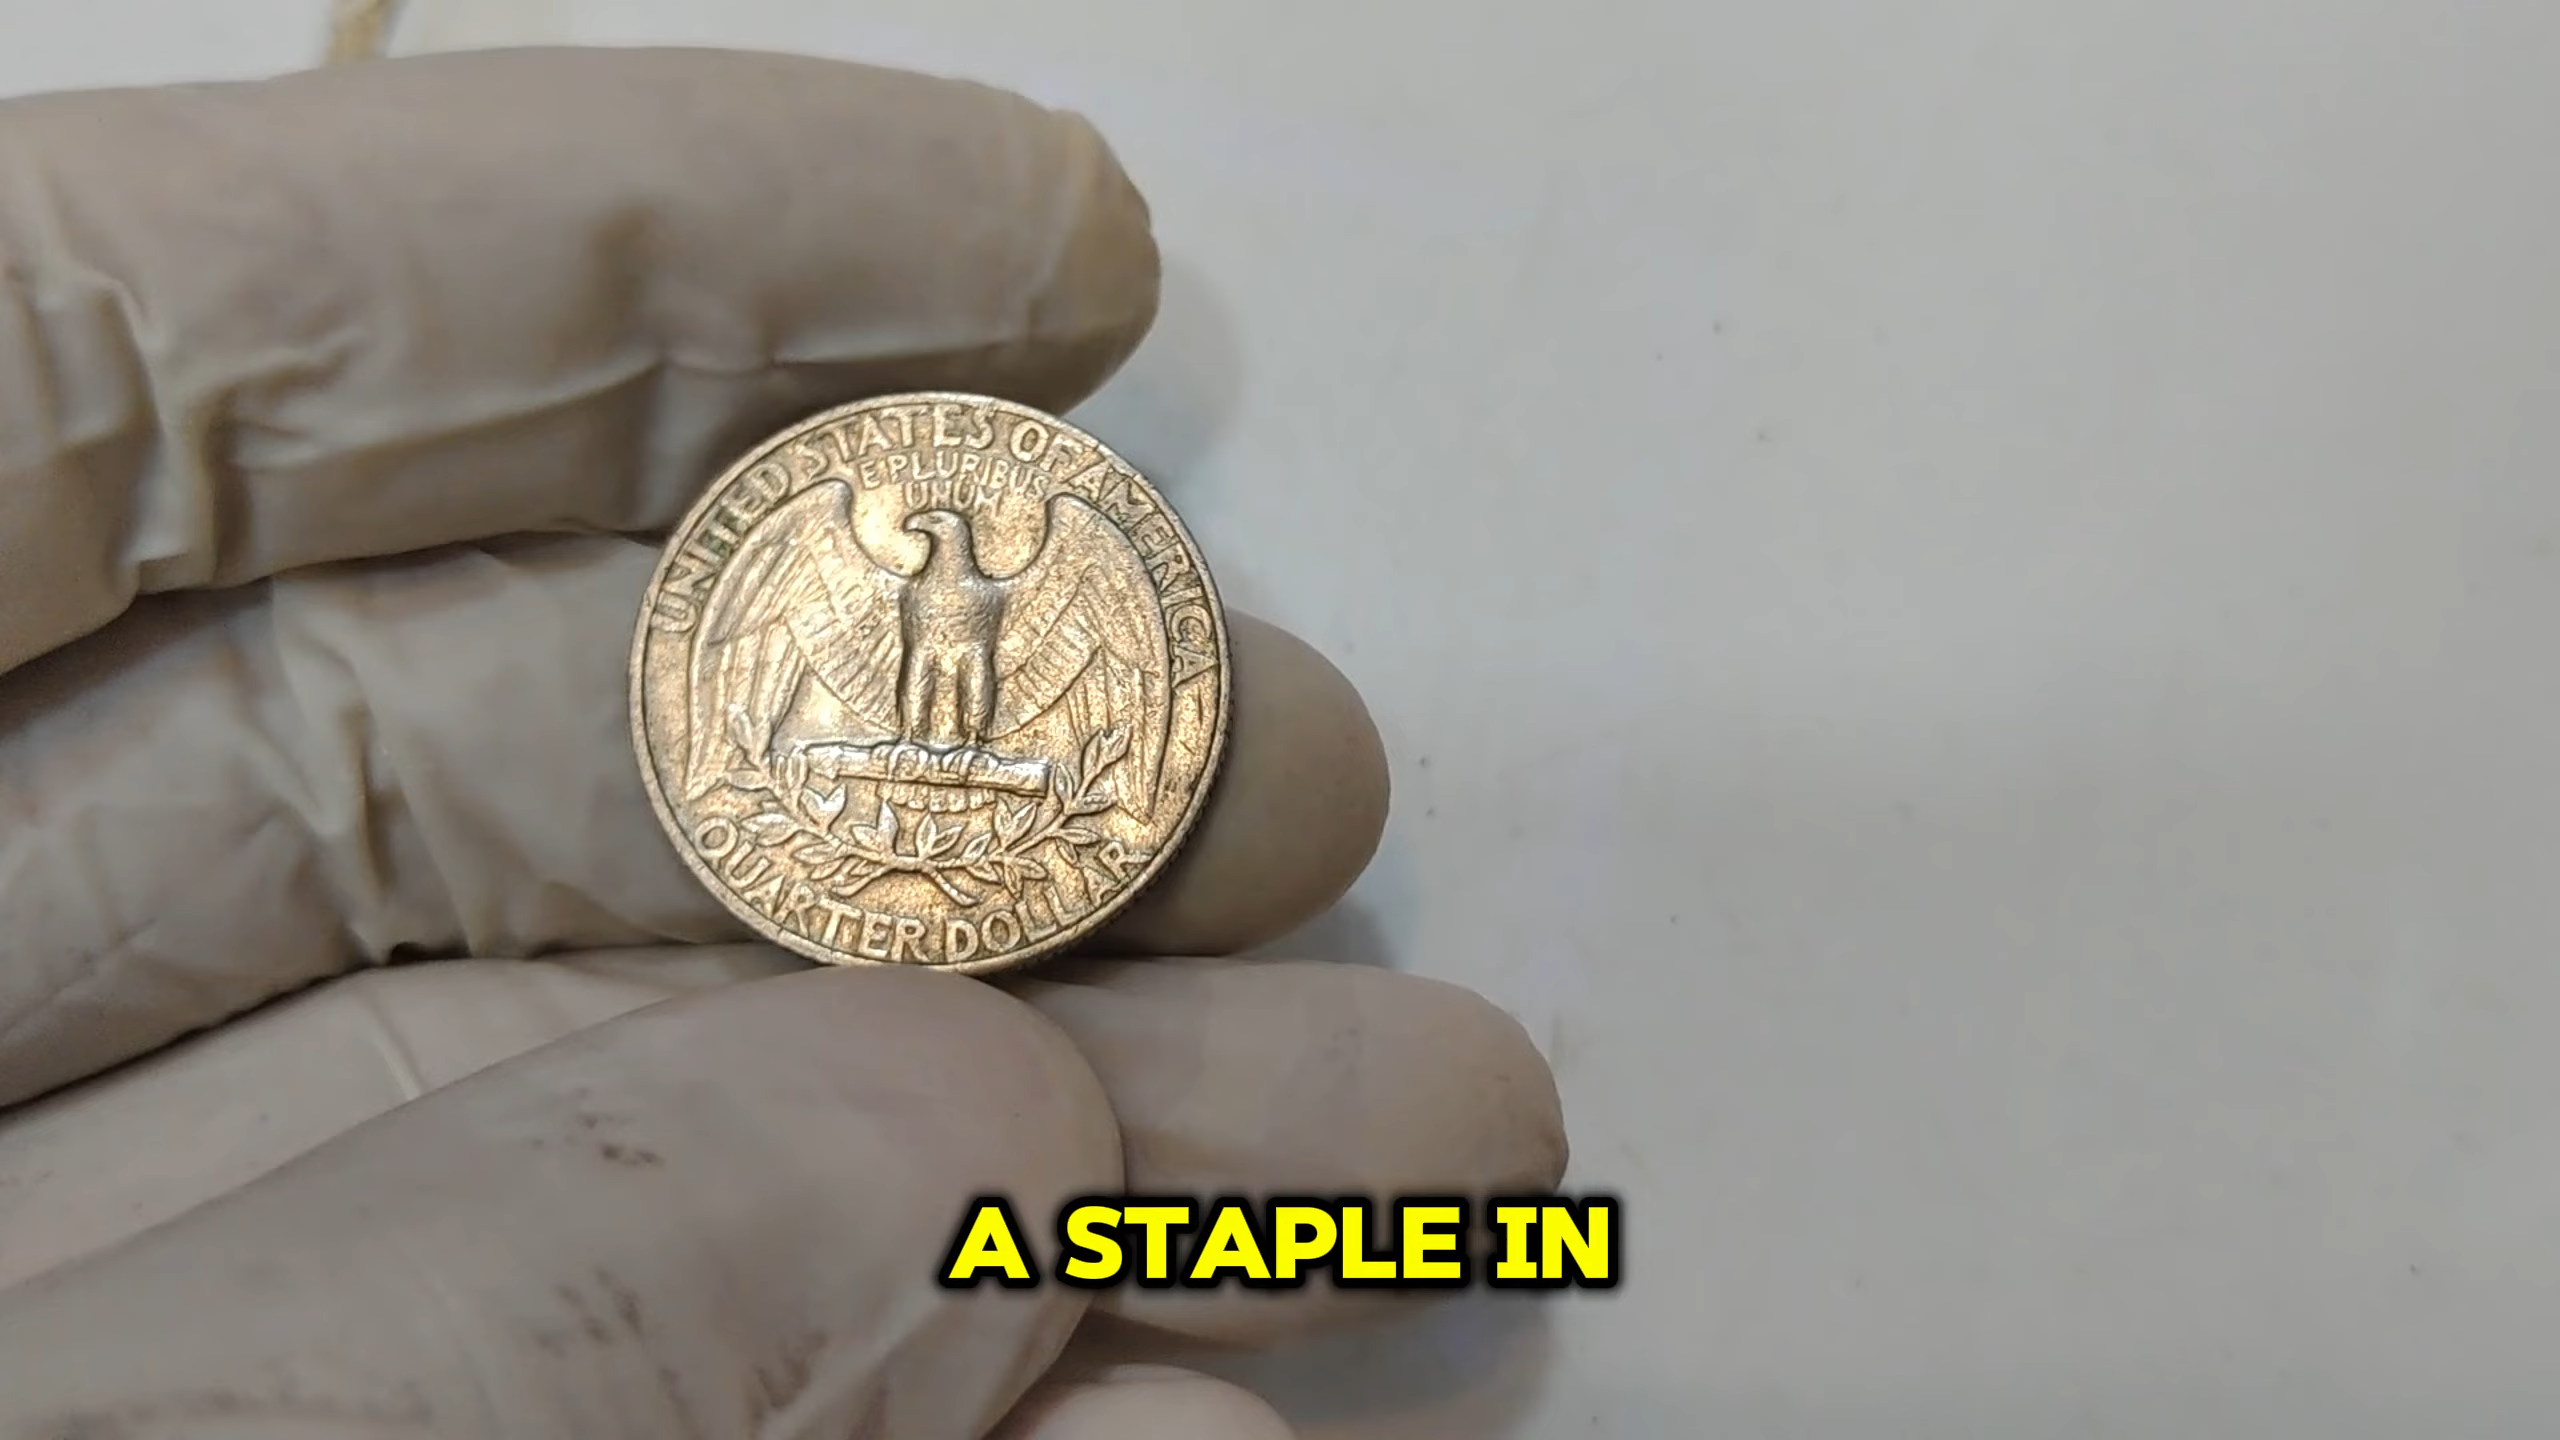 UNITED STATES OF AMERICA
E PLURIBUS
UNUM
QUARTER DOLLAR
A STAPLE IN